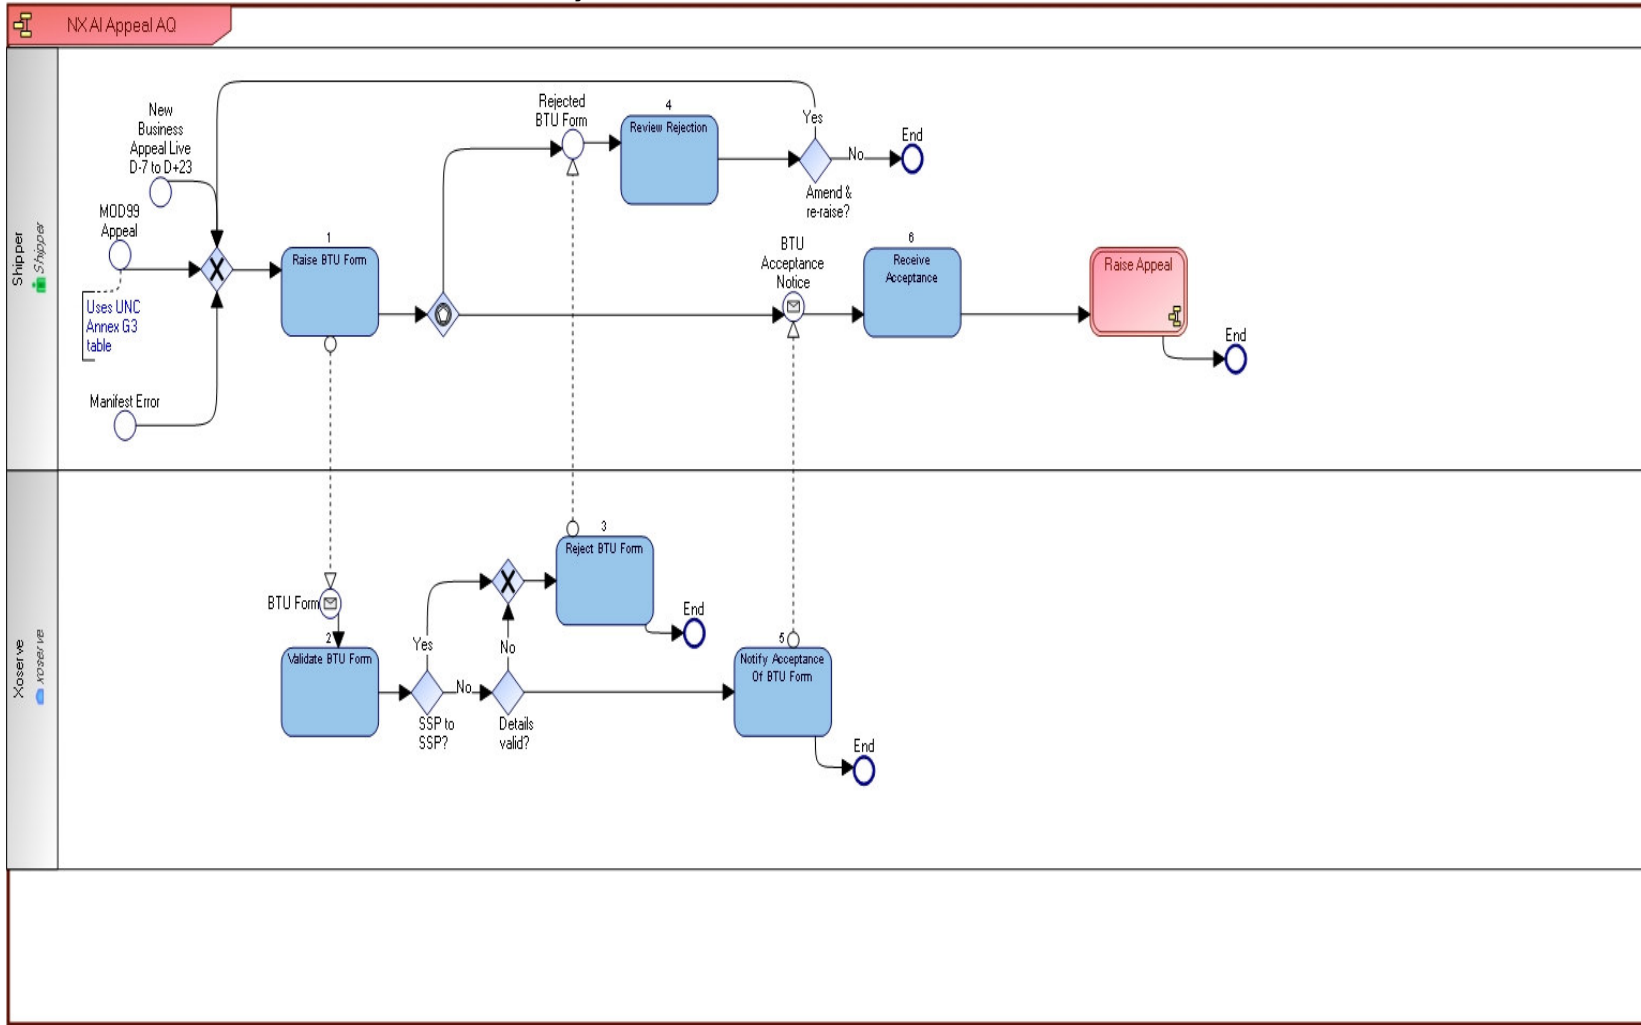 NX AI Appeal AQ
Shipper
Shipper
New
Business
Appeal Live
D-7 to D+23
MOD99
Appeal
Uses UNC
Annex G3
table
Manifest Error
1
Raise BTU Form
Rejected
BTU Form
4
Review Rejection
Yes
No
Amend &
re-raise?
End
BTU
Acceptance
Notice
6
Receive
Acceptance
Raise Appeal
End
Xoserve
xoserve
BTU Form
2
Validate BTU Form
Yes
No
SSP to
SSP?
No
Details
valid?
3
Reject BTU Form
End
5
Notify Acceptance
Of BTU Form
End